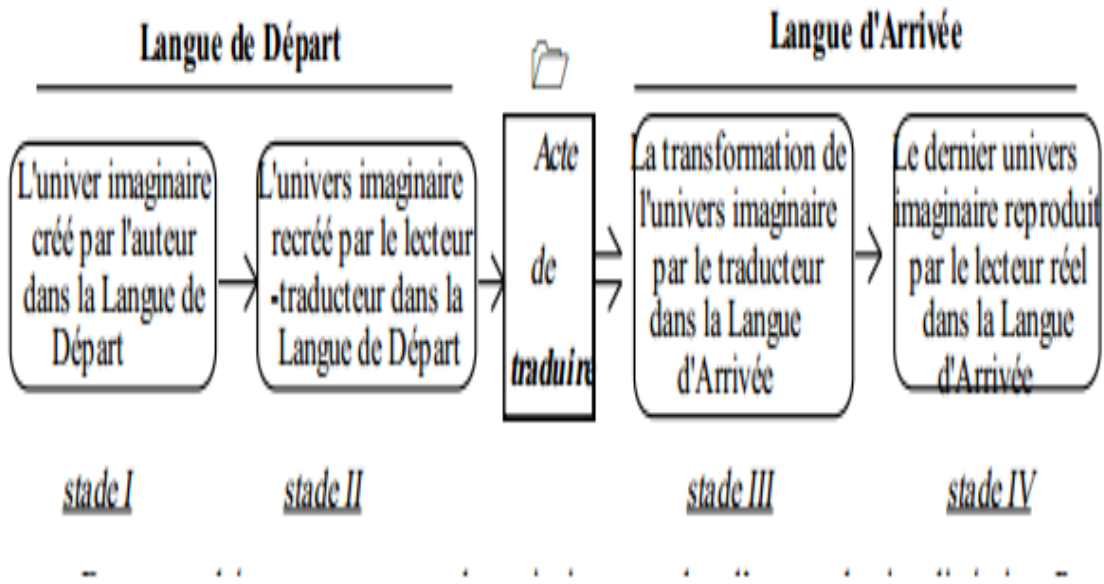 Langue de Départ
Langue d'Arrivée
L'univer imaginaire
créé par l'auteur
dans la Langue de
Départ
L'univers imaginaire
recréé par le lecteur
-traducteur dans la
Langue de Départ
Acte
de
traduire
La transformation de
l'univers imaginaire
par le traducteur
dans la Langue
d'Arrivée
Le dernier univers
imaginaire reproduit
par le lecteur réel
dans la Langue
d'Arrivée
stade I
stade II
stade III
stade IV